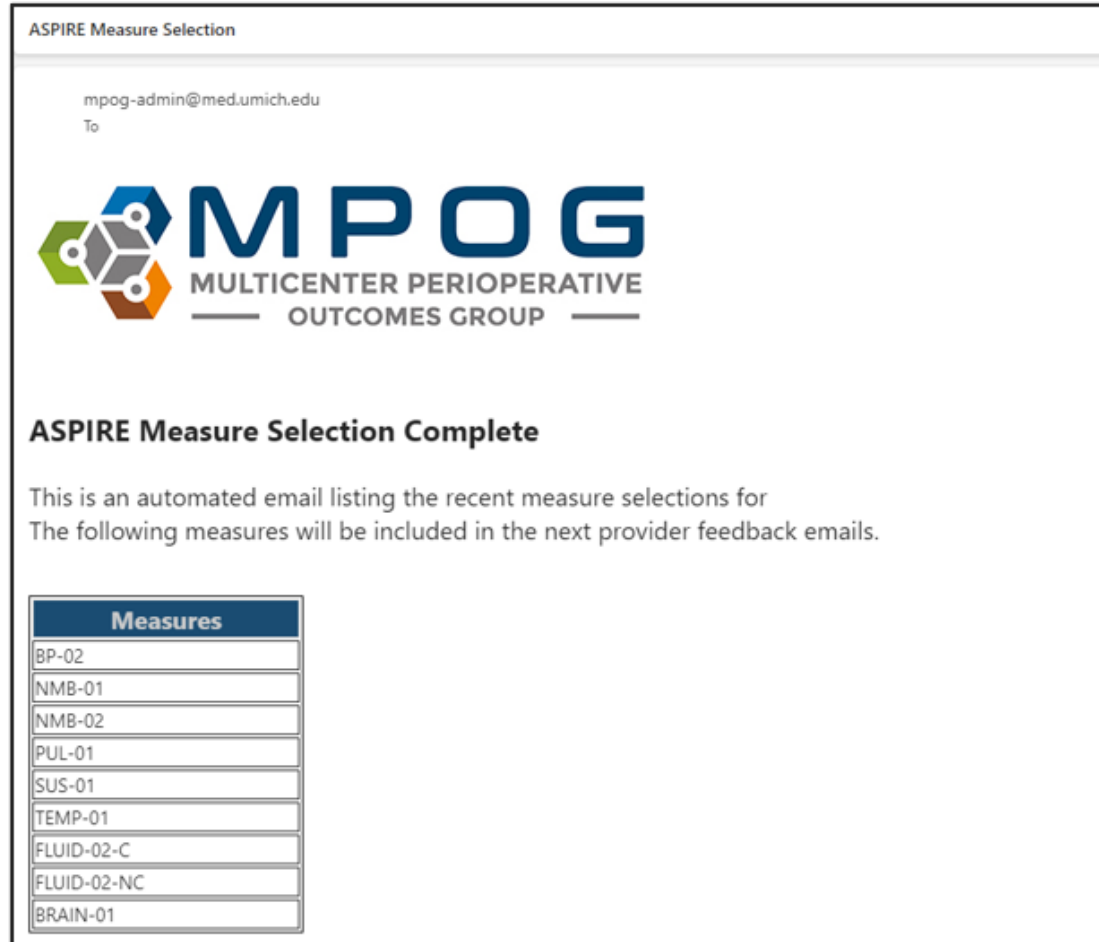 ASPIRE Measure Selection
mpog-admin@med.umich.edu
To
MPOG
MULTICENTER PERIOPERATIVE
OUTCOMES GROUP
ASPIRE Measure Selection Complete
This is an automated email listing the recent measure selections for
The following measures will be included in the next provider feedback emails.
Measures
BP-02
NMB-01
NMB-02
PUL-01
SUS-01
TEMP-01
FLUID-02-C
FLUID-02-NC
BRAIN-01